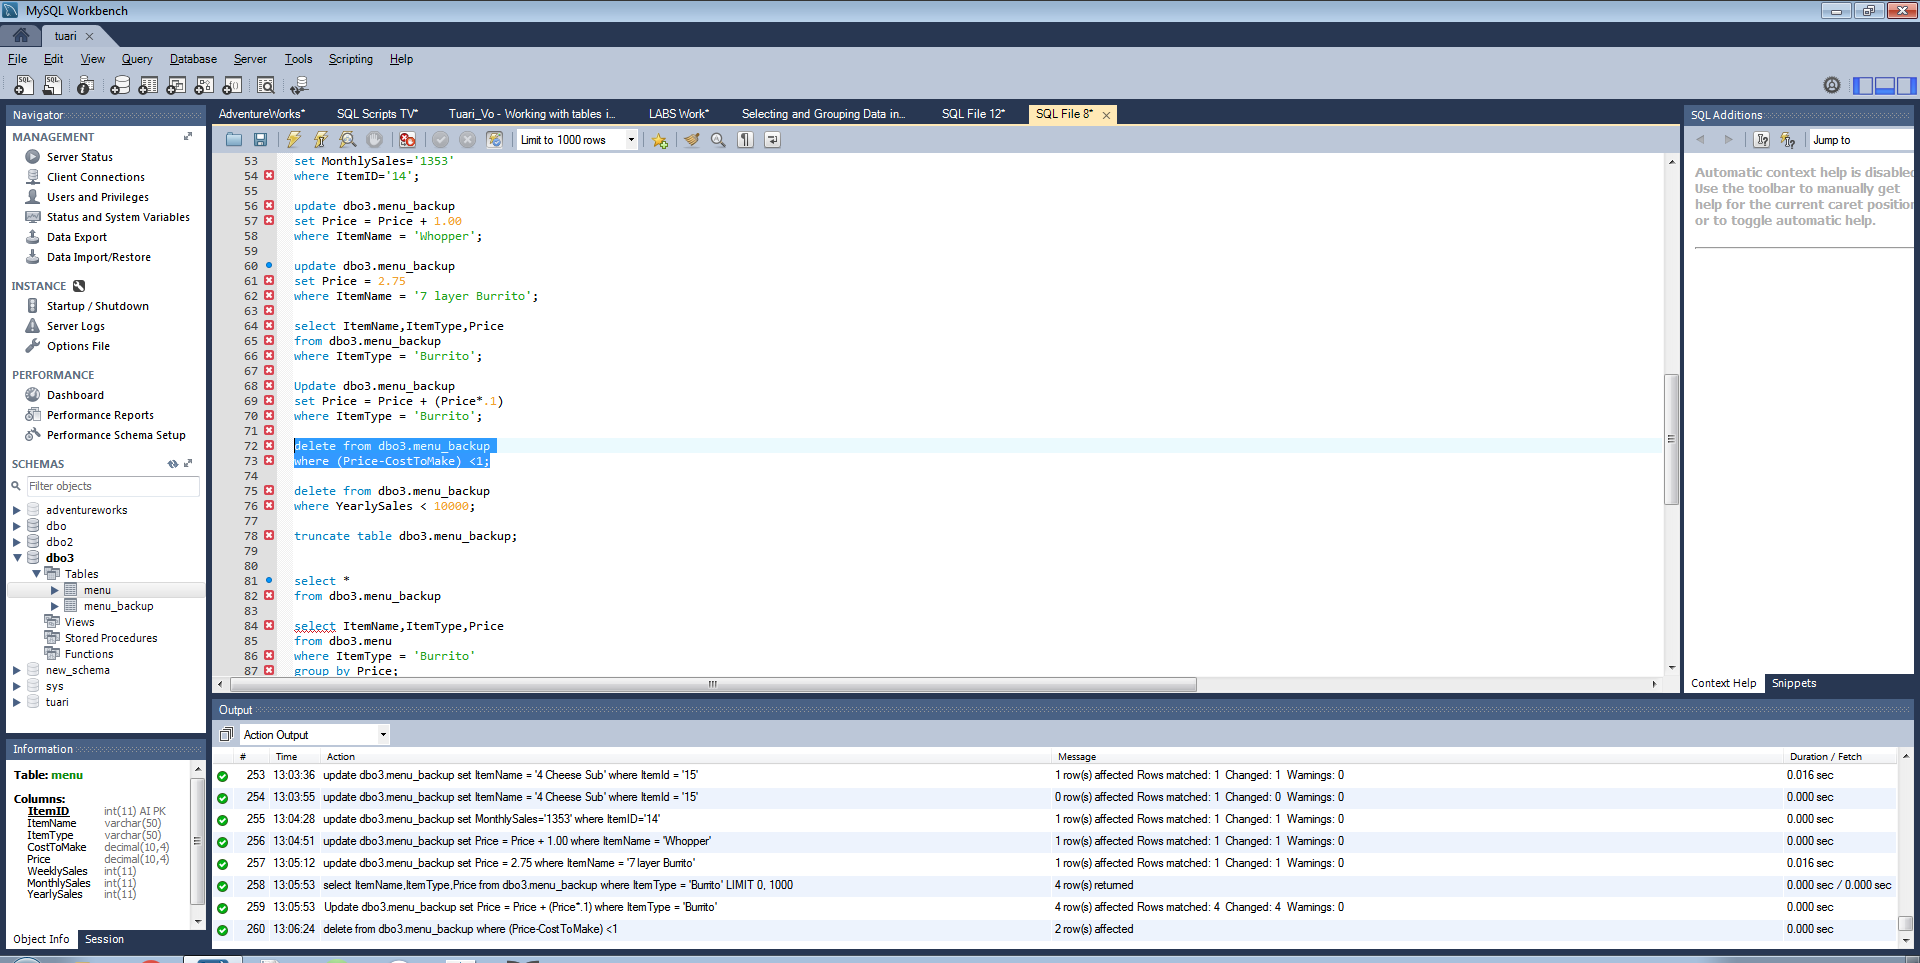 MySQL Workbench
tuari
File Edit View Query Database Server Tools Scripting Help
Navigator
MANAGEMENT
Server Status
Client Connections
Users and Privileges
Status and System Variables
Data Export
Data Import/Restore
INSTANCE
Startup / Shutdown
Server Logs
Options File
PERFORMANCE
Dashboard
Performance Reports
Performance Schema Setup
SCHEMAS
Filter objects
adventureworks
dbo
dbo2
dbo3
Tables
menu
menu_backup
Views
Stored Procedures
Functions
new_schema
sys
tuari
Information
Table: menu
Columns:
ItemID int(11) AI PK
ItemName varchar(50)
ItemType varchar(50)
CostToMake decimal(10,4)
Price decimal(10,4)
WeeklySales int(11)
MonthlySales int(11)
YearlySales int(11)
Object Info Session
AdventureWorks* SQL Scripts TV* Tuari_Vo - Working with tables i... LABS Work* Selecting and Grouping Data in... SQL File 12* SQL File 8*
Limit to 1000 rows
53 set MonthlySales='1353'
54 where ItemID='14';
55
56 update dbo3.menu_backup
57 set Price = Price + 1.00
58 where ItemName = 'Whopper';
59
60 update dbo3.menu_backup
61 set Price = 2.75
62 where ItemName = '7 layer Burrito';
63
64 select ItemName,ItemType,Price
65 from dbo3.menu_backup
66 where ItemType = 'Burrito';
67
68 Update dbo3.menu_backup
69 set Price = Price + (Price*.1)
70 where ItemType = 'Burrito';
71
72 delete from dbo3.menu_backup
73 where (Price-CostToMake) <1;
74
75 delete from dbo3.menu_backup
76 where YearlySales < 10000;
77
78 truncate table dbo3.menu_backup;
79
80
81 select *
82 from dbo3.menu_backup
83
84 select ItemName,ItemType,Price
85 from dbo3.menu
86 where ItemType = 'Burrito'
87 group by Price;
SQL Additions
Jump to
Automatic context help is disabled
Use the toolbar to manually get
help for the current caret position
or to toggle automatic help.
Context Help Snippets
Output
Action Output
# Time Action Message Duration / Fetch
253 13:03:36 update dbo3.menu_backup set ItemName = '4 Cheese Sub' where ItemId = '15' 1 row(s) affected Rows matched: 1 Changed: 1 Warnings: 0 0.016 sec
254 13:03:55 update dbo3.menu_backup set ItemName = '4 Cheese Sub' where ItemId = '15' 0 row(s) affected Rows matched: 1 Changed: 0 Warnings: 0 0.000 sec
255 13:04:28 update dbo3.menu_backup set MonthlySales='1353' where ItemID='14' 1 row(s) affected Rows matched: 1 Changed: 1 Warnings: 0 0.000 sec
256 13:04:51 update dbo3.menu_backup set Price = Price + 1.00 where ItemName = 'Whopper' 1 row(s) affected Rows matched: 1 Changed: 1 Warnings: 0 0.000 sec
257 13:05:12 update dbo3.menu_backup set Price = 2.75 where ItemName = '7 layer Burrito' 1 row(s) affected Rows matched: 1 Changed: 1 Warnings: 0 0.016 sec
258 13:05:53 select ItemName,ItemType,Price from dbo3.menu_backup where ItemType = 'Burrito' LIMIT 0, 1000 4 row(s) returned 0.000 sec / 0.000 sec
259 13:05:53 Update dbo3.menu_backup set Price = Price + (Price*.1) where ItemType = 'Burrito' 4 row(s) affected Rows matched: 4 Changed: 4 Warnings: 0 0.000 sec
260 13:06:24 delete from dbo3.menu_backup where (Price-CostToMake) <1 2 row(s) affected 0.000 sec